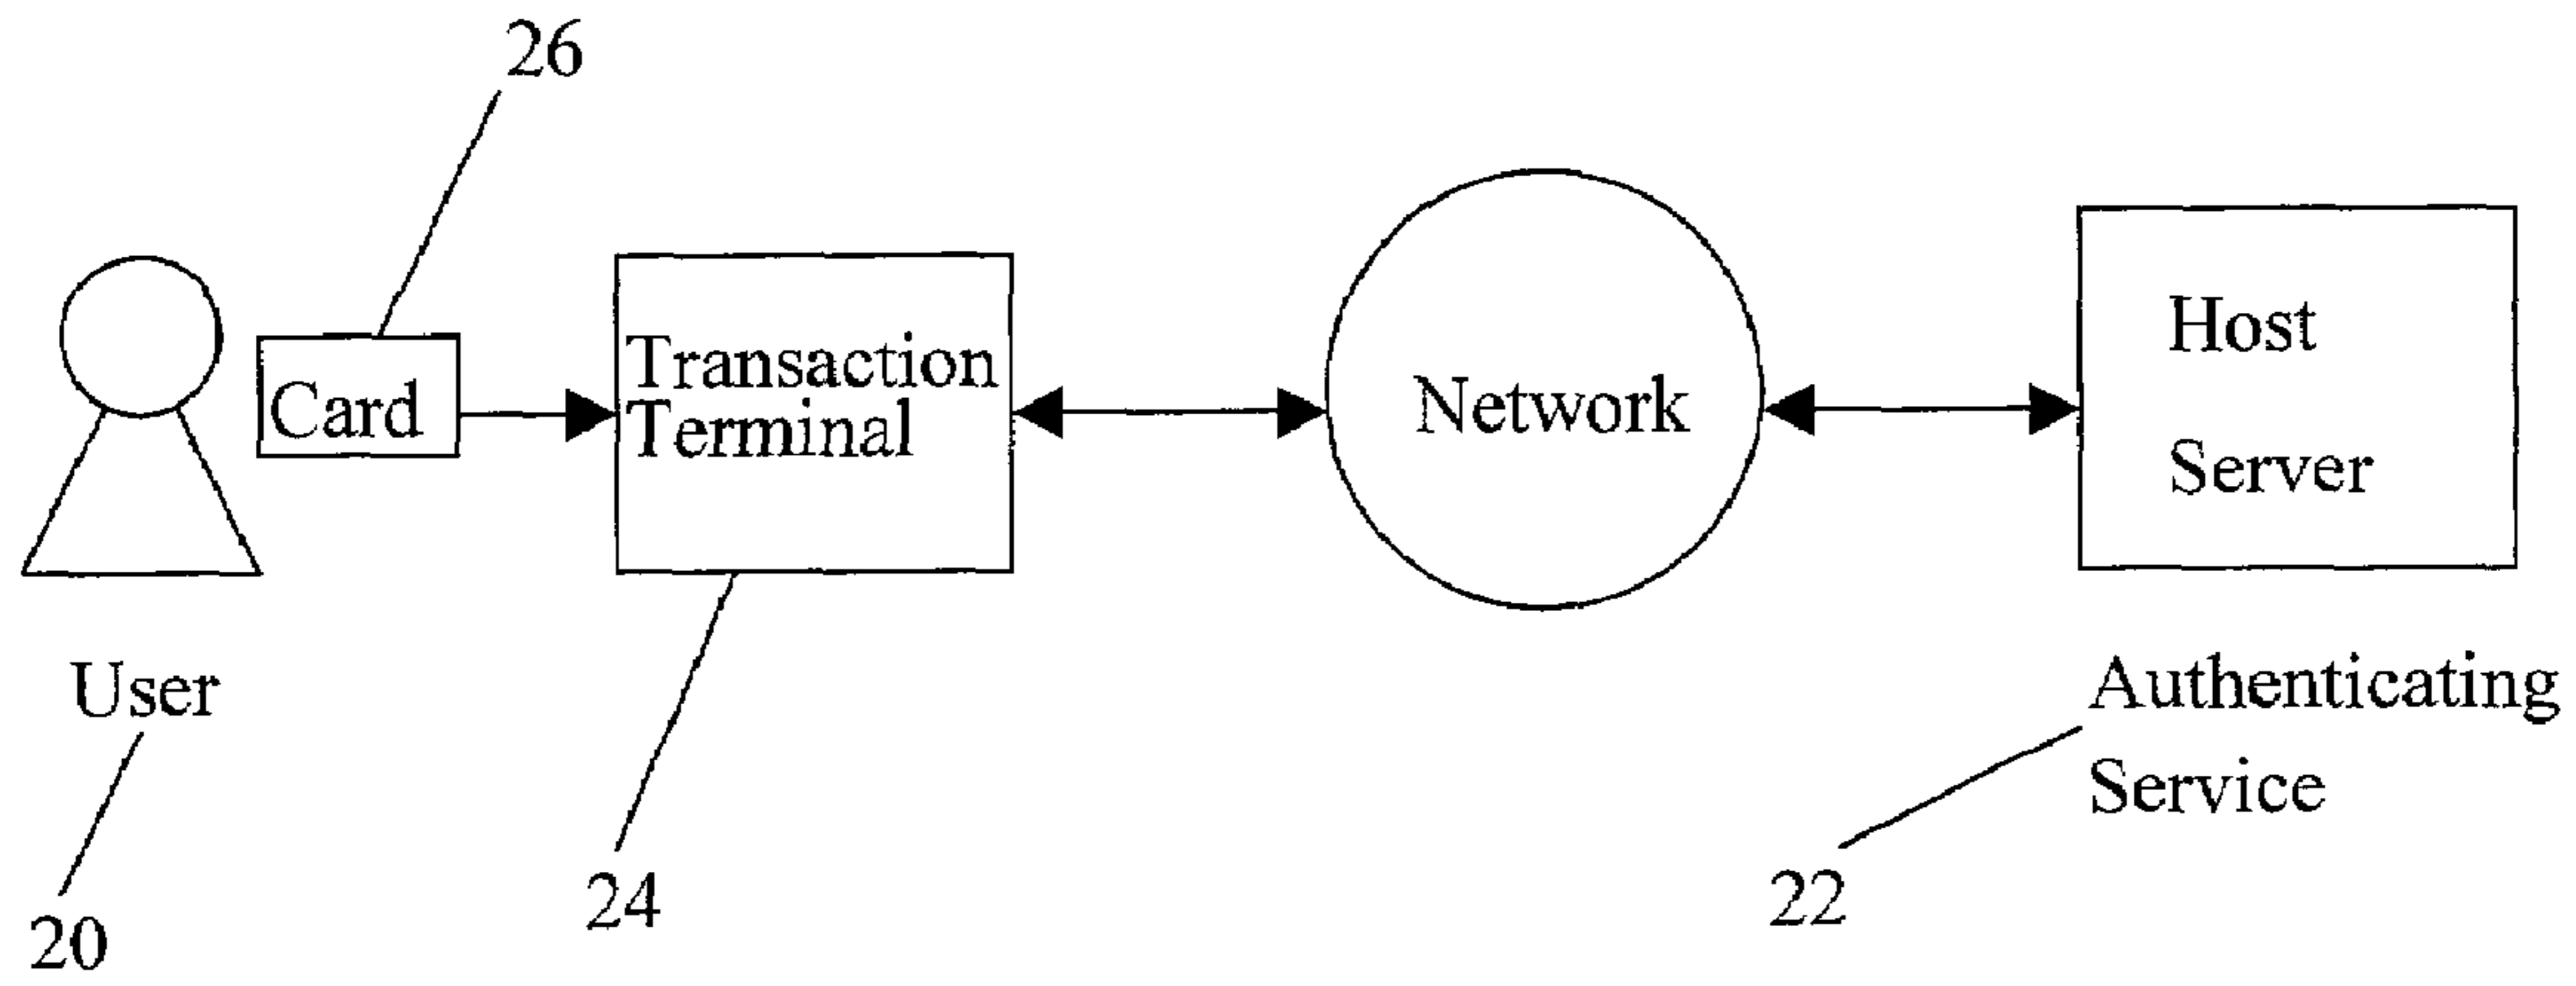 26
Card
Transaction
Terminal
Network
Host
Server
User
Authenticating
Service
20
24
22